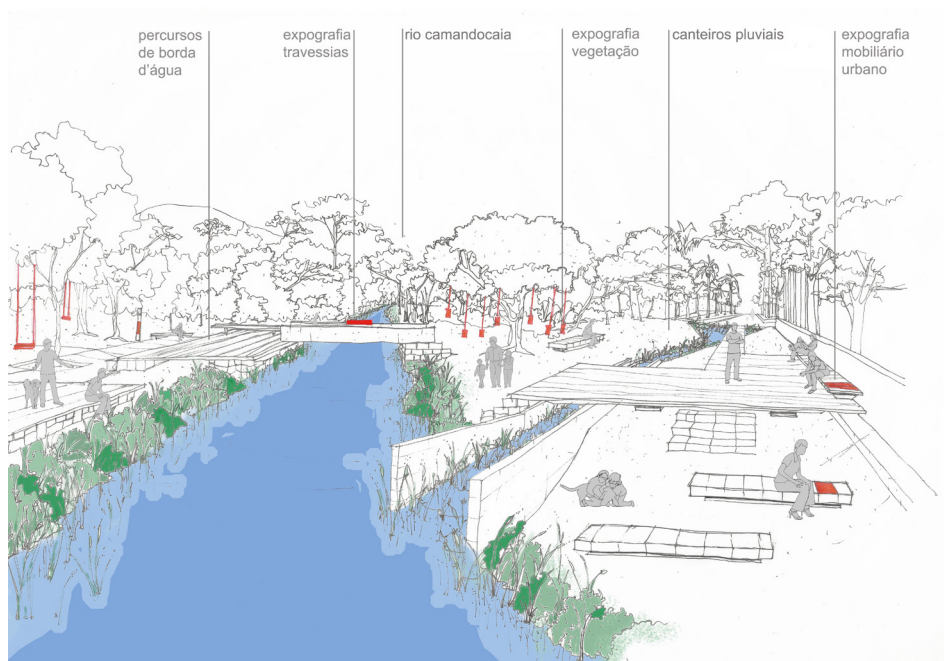 percursos
de borda
d'água
expografia
travessias
rio camandocaia
expografia
vegetação
canteiros pluviais
expografia
mobiliário
urbano